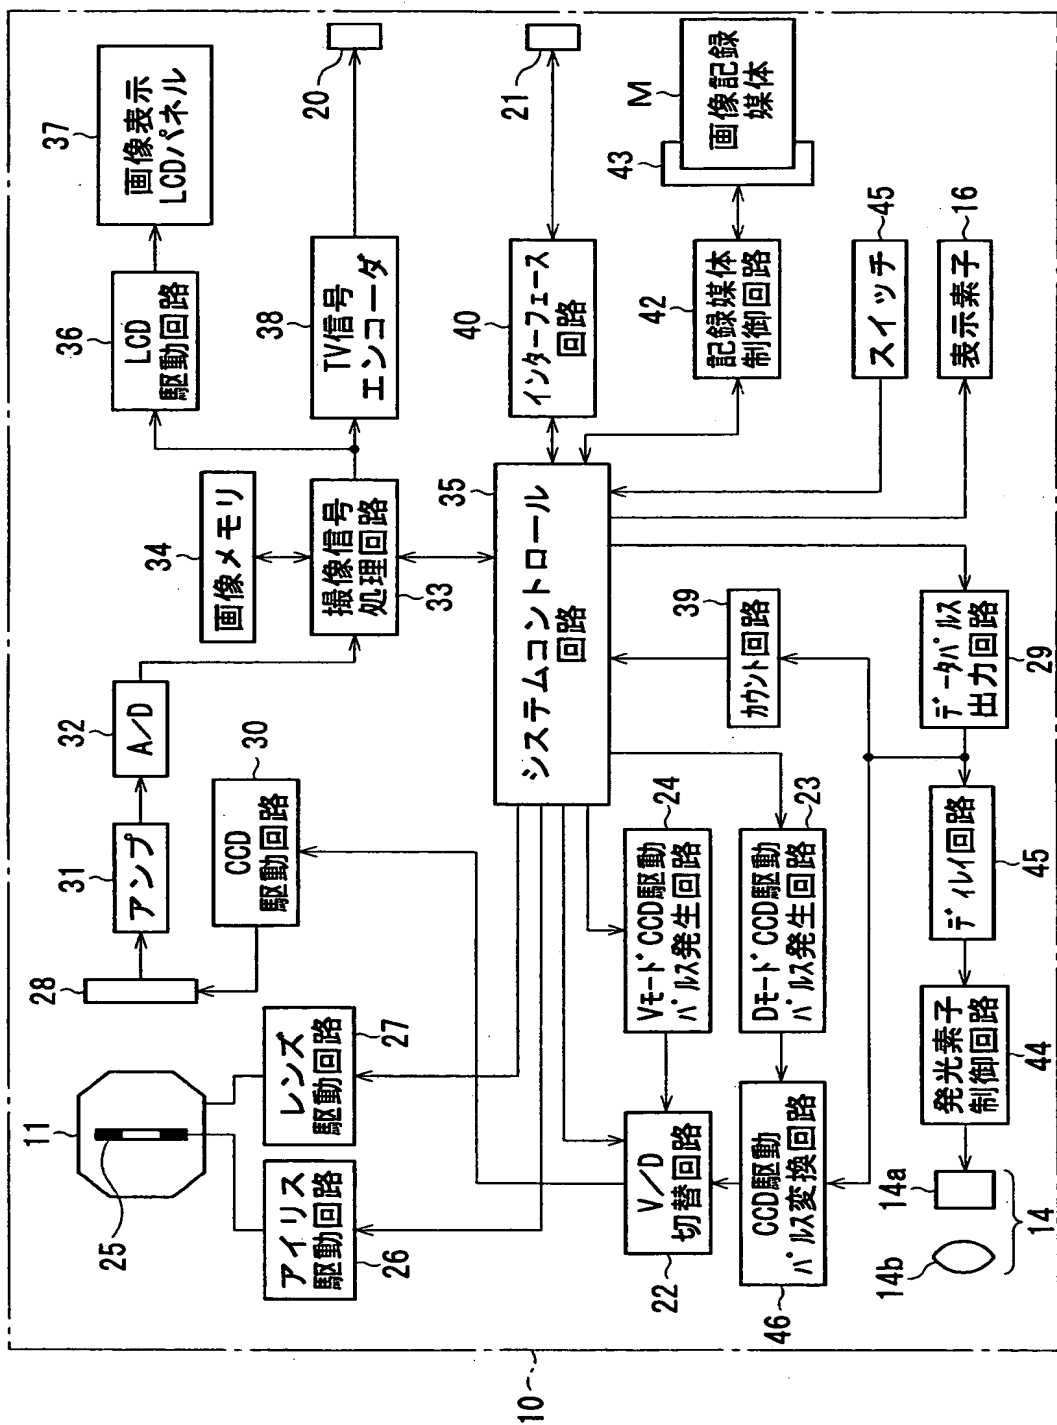 11
25
28
31
アンプ
32
A/D
34
画像メモリ
36
LCD
駆動回路
37
画像表示
LCDパネル
アイリス
駆動回路
26
レンズ
駆動回路
27
30
CCD
駆動回路
撮像信号
処理回路
33
38
TV信号
エンコーダ
20
35
システムコントロール
回路
40
インターフェース
回路
21
V/D
切替回路
22
24
Vモード CCD駆動
パルス発生回路
39
カウント回路
42
記録媒体
制御回路
43
M
画像記録
媒体
CCD駆動
パルス変換回路
46
23
Dモード CCD駆動
パルス発生回路
45
スイッチ
16
表示素子
14b
14a
14
発光素子
制御回路
44
ディレイ回路
45
データパルス
出力回路
29
10